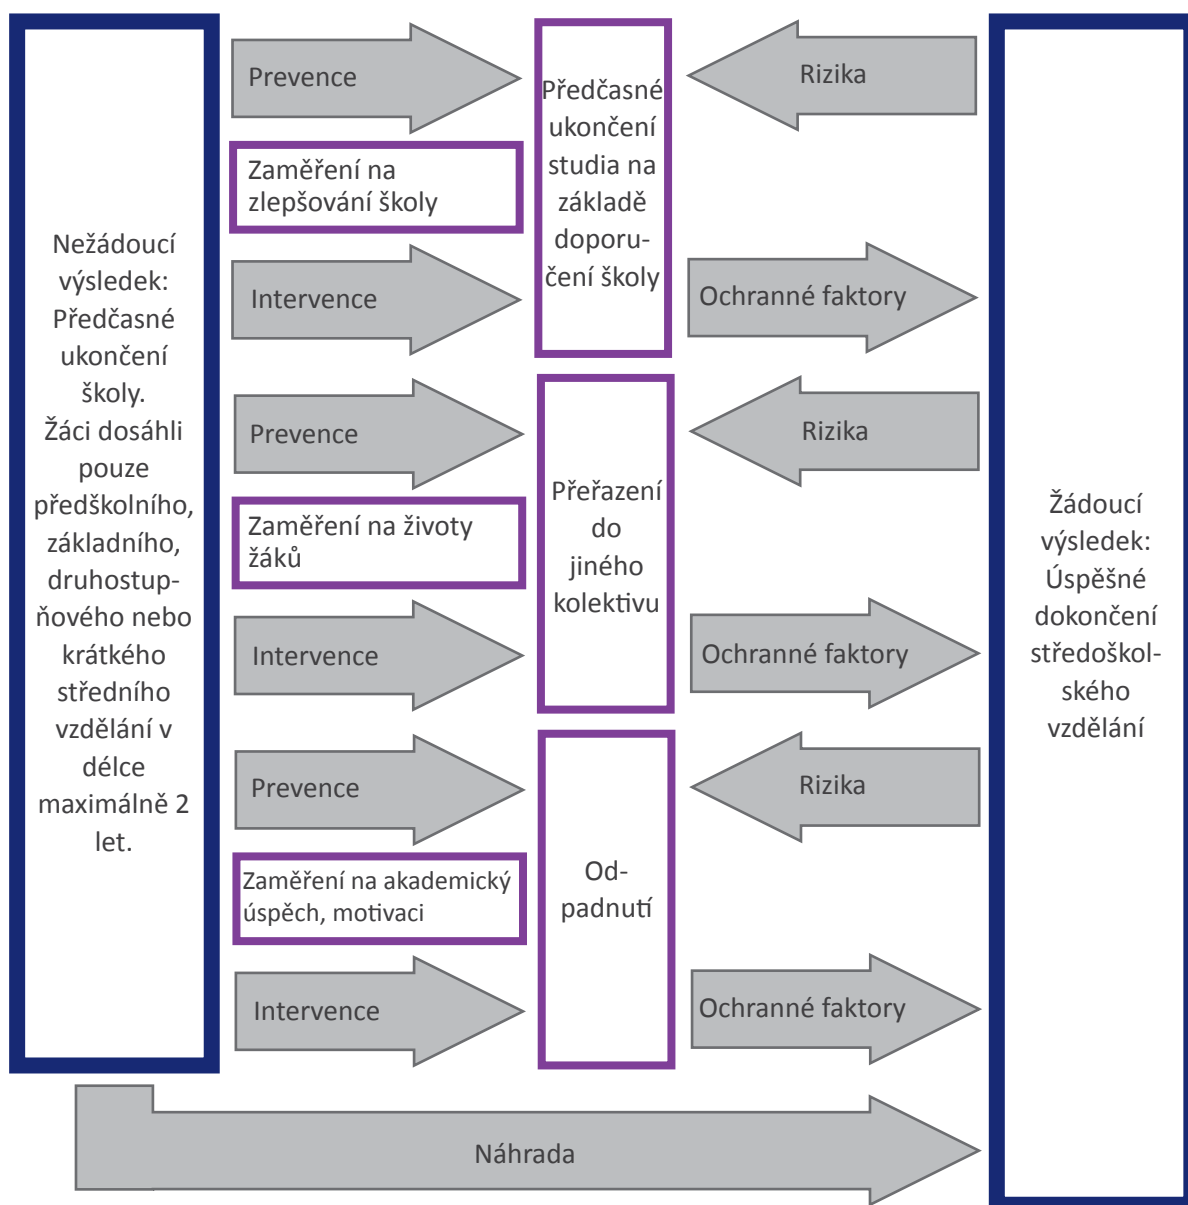 Nežádoucí
výsledek:
Předčasné
ukončení
školy.
Žáci dosáhli
pouze
předškolního,
základního,
druhostup-
ňového nebo
krátkého
středního
vzdělání v
délce
maximálně 2
let.
Prevence
Zaměření na
zlepšování školy
Intervence
Předčasné
ukončení
studia na
základě
doporu-
čení školy
Rizika
Ochranné faktory
Prevence
Zaměření na životy
žáků
Intervence
Přeřazení
do
jiného
kolektivu
Rizika
Ochranné faktory
Prevence
Zaměření na akademický
úspěch, motivaci
Intervence
Od-
padnutí
Rizika
Ochranné faktory
Žádoucí
výsledek:
Úspěšné
dokončení
středoškol-
ského
vzdělání
Náhrada